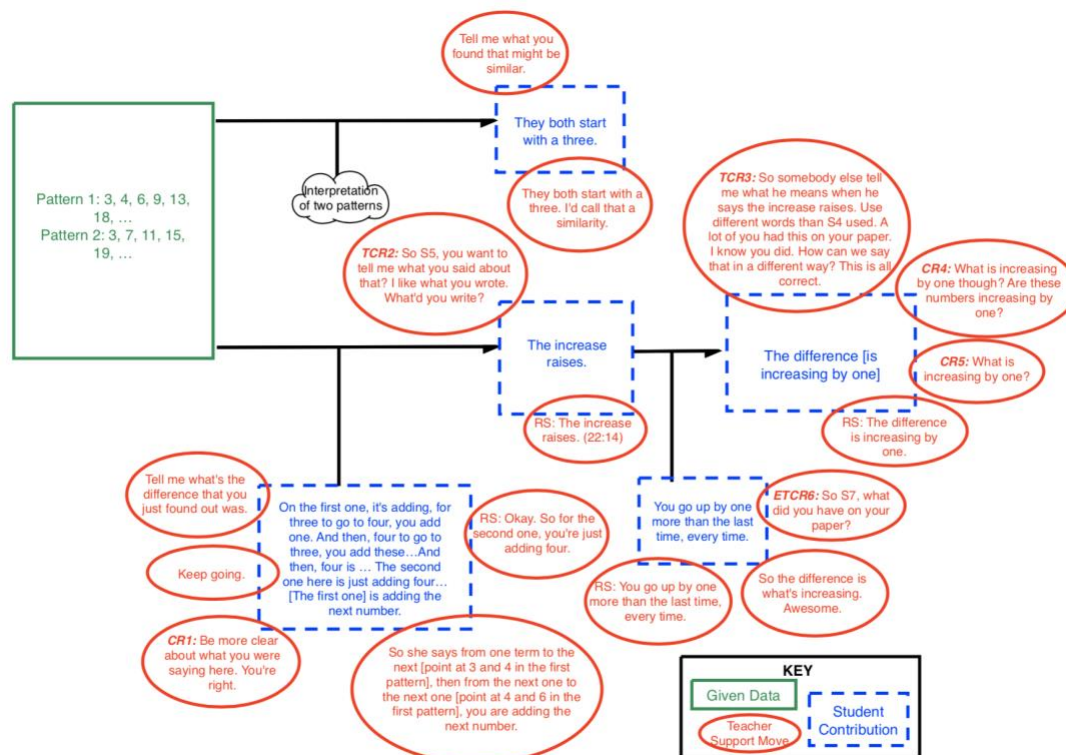 Tell me what you
found that might be
similar.
They both start
with a three.
Pattern 1: 3, 4, 6, 9, 13,
18, …
Pattern 2: 3, 7, 11, 15,
19, …
Interpretation
of two patterns
They both start with a
three. I'd call that a
similarity.
TCR3: So somebody else tell
me what he means when he
says the increase raises. Use
different words than S4 used. A
lot of you had this on your paper.
I know you did. How can we say
that in a different way? This is all
correct.
TCR2: So S5, you want to
tell me what you said about
that? I like what you wrote.
What'd you write?
CR4: What is increasing
by one though? Are these
numbers increasing by
one?
The increase
raises.
The difference [is
increasing by one]
CR5: What is
increasing by one?
RS: The increase
raises. (22:14)
RS: The difference
is increasing by
one.
Tell me what's the
difference that you
just found out was.
On the first one, it's adding, for
three to go to four, you add
one. And then, four to go to
three, you add these…And
then, four is … The second
one here is just adding four…
[The first one] is adding the
next number.
RS: Okay. So for the
second one, you're just
adding four.
You go up by one
more than the last
time, every time.
ETCR6: So S7, what
did you have on your
paper?
Keep going.
RS: You go up by one
more than the last time,
every time.
So the difference is
what's increasing.
Awesome.
CR1: Be more clear
about what you were
saying here. You're
right.
So she says from one term to the
next [point at 3 and 4 in the first
pattern], then from the next one to
the next one [point at 4 and 6 in the
first pattern], you are adding the
next number.
KEY
Given Data
Student
Contribution
Teacher
Support Move